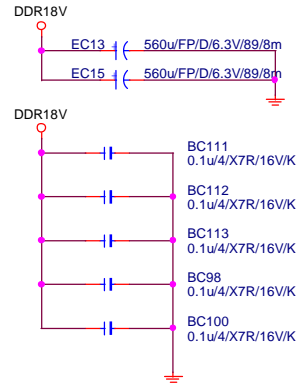 DDR18V
EC13 560u/FP/D/6.3V/89/8m
EC15 560u/FP/D/6.3V/89/8m
DDR18V
BC111
0.1u/4/X7R/16V/K
BC112
0.1u/4/X7R/16V/K
BC113
0.1u/4/X7R/16V/K
BC98
0.1u/4/X7R/16V/K
BC100
0.1u/4/X7R/16V/K